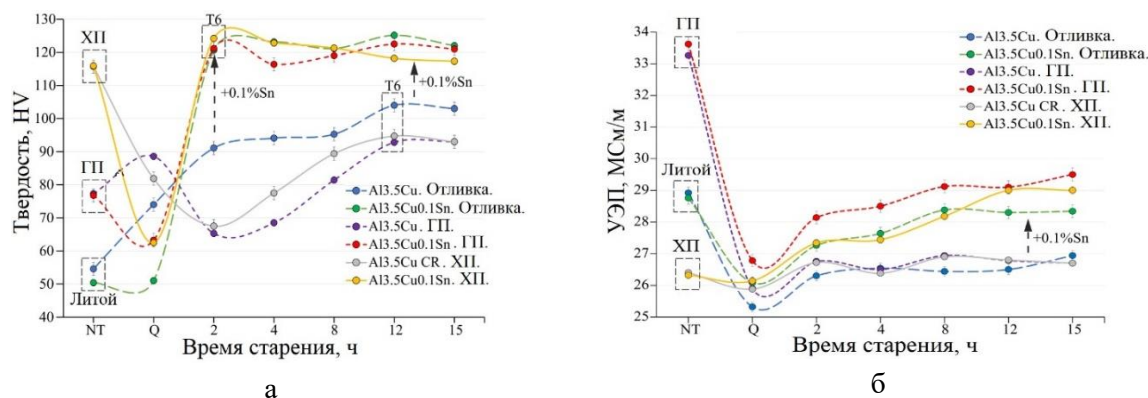 Твердость, HV
130
120
110
100
90
80
70
60
50
40
ХП
ГП
Литой
T6
+0.1%Sn
T6
+0.1%Sn
Al3.5Cu. Отливка.
Al3.5Cu0.1Sn. Отливка.
Al3.5Cu . ГП.
Al3.5Cu0.1Sn . ГП.
Al3.5Cu CR . ХП.
Al3.5Cu0.1Sn. ХП.
NT Q 2 4 8 12 15
Время старения, ч
а
УЭП, МСм/м
34
33
32
31
30
29
28
27
26
25
ГП
Литой
ХП
+0.1%Sn
Al3.5Cu. Отливка.
Al3.5Cu0.1Sn. Отливка.
Al3.5Cu . ГП.
Al3.5Cu0.1Sn . ГП.
Al3.5Cu CR. ХП.
Al3.5Cu0.1Sn. ХП.
NT Q 2 4 8 12 15
Время старения, ч
б